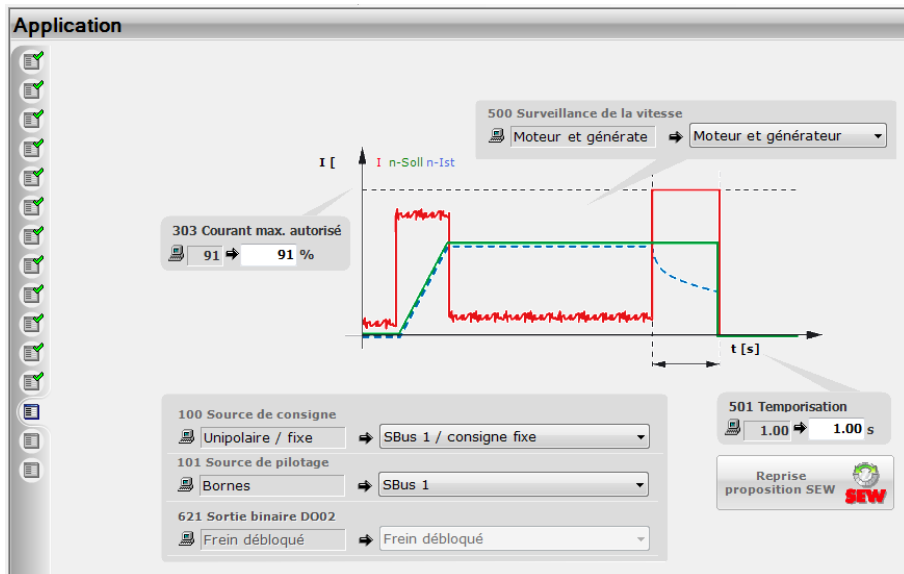 Application
500 Surveillance de la vitesse
Moteur et générate
Moteur et générateur
I [
I n-Soll n-Ist
303 Courant max. autorisé
91
91 %
t [s]
501 Temporisation
1.00
1.00 s
100 Source de consigne
Unipolaire / fixe
SBus 1 / consigne fixe
101 Source de pilotage
Bornes
SBus 1
621 Sortie binaire DO02
Frein débloqué
Frein débloqué
Reprise
proposition SEW
SEW